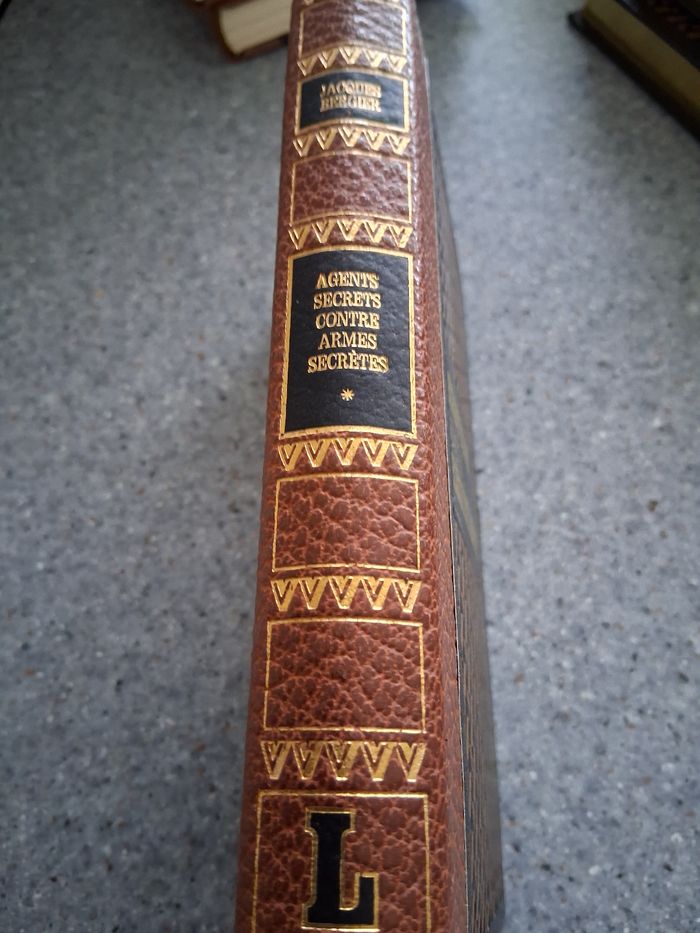 JACQUES
BERGIER
AGENTS
SECRETS
CONTRE
ARMES
SECRÈTES
*
L